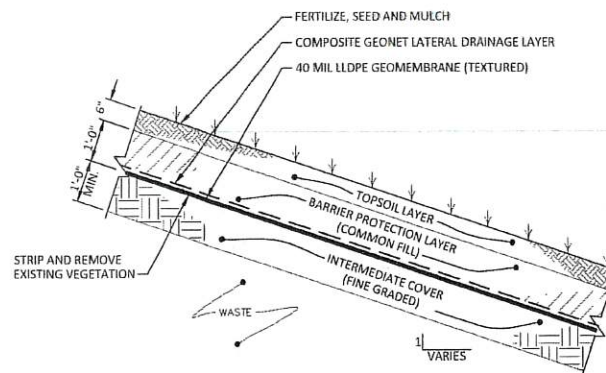 FERTILIZE, SEED AND MULCH
COMPOSITE GEONET LATERAL DRAINAGE LAYER
40 MIL LLDPE GEOMEMBRANE (TEXTURED)
6"
1'-0"
1'-0"
MIN.
TOPSOIL LAYER
BARRIER PROTECTION LAYER
(COMMON FILL)
INTERMEDIATE COVER
(FINE GRADED)
STRIP AND REMOVE
EXISTING VEGETATION
WASTE
1
VARIES